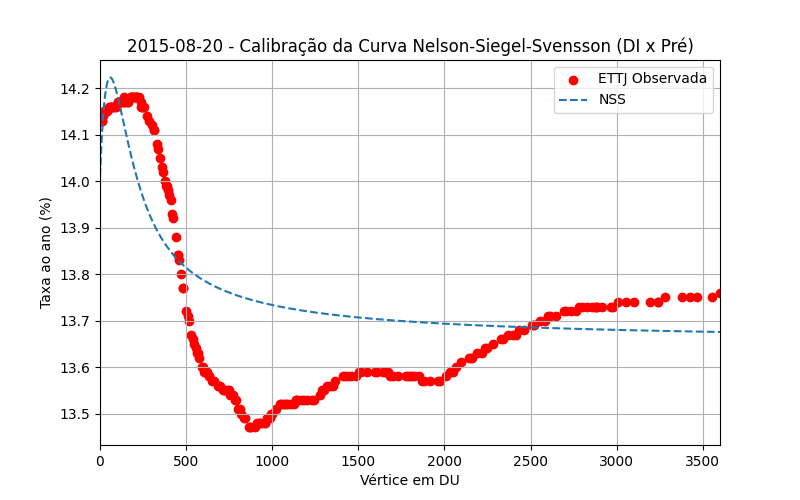 2015-08-20 - Calibração da Curva Nelson-Siegel-Svensson (DI x Pré)
ETTJ Observada
NSS
Taxa ao ano (%)
14.2
14.1
14.0
13.9
13.8
13.7
13.6
13.5
0 500 1000 1500 2000 2500 3000 3500
Vértice em DU